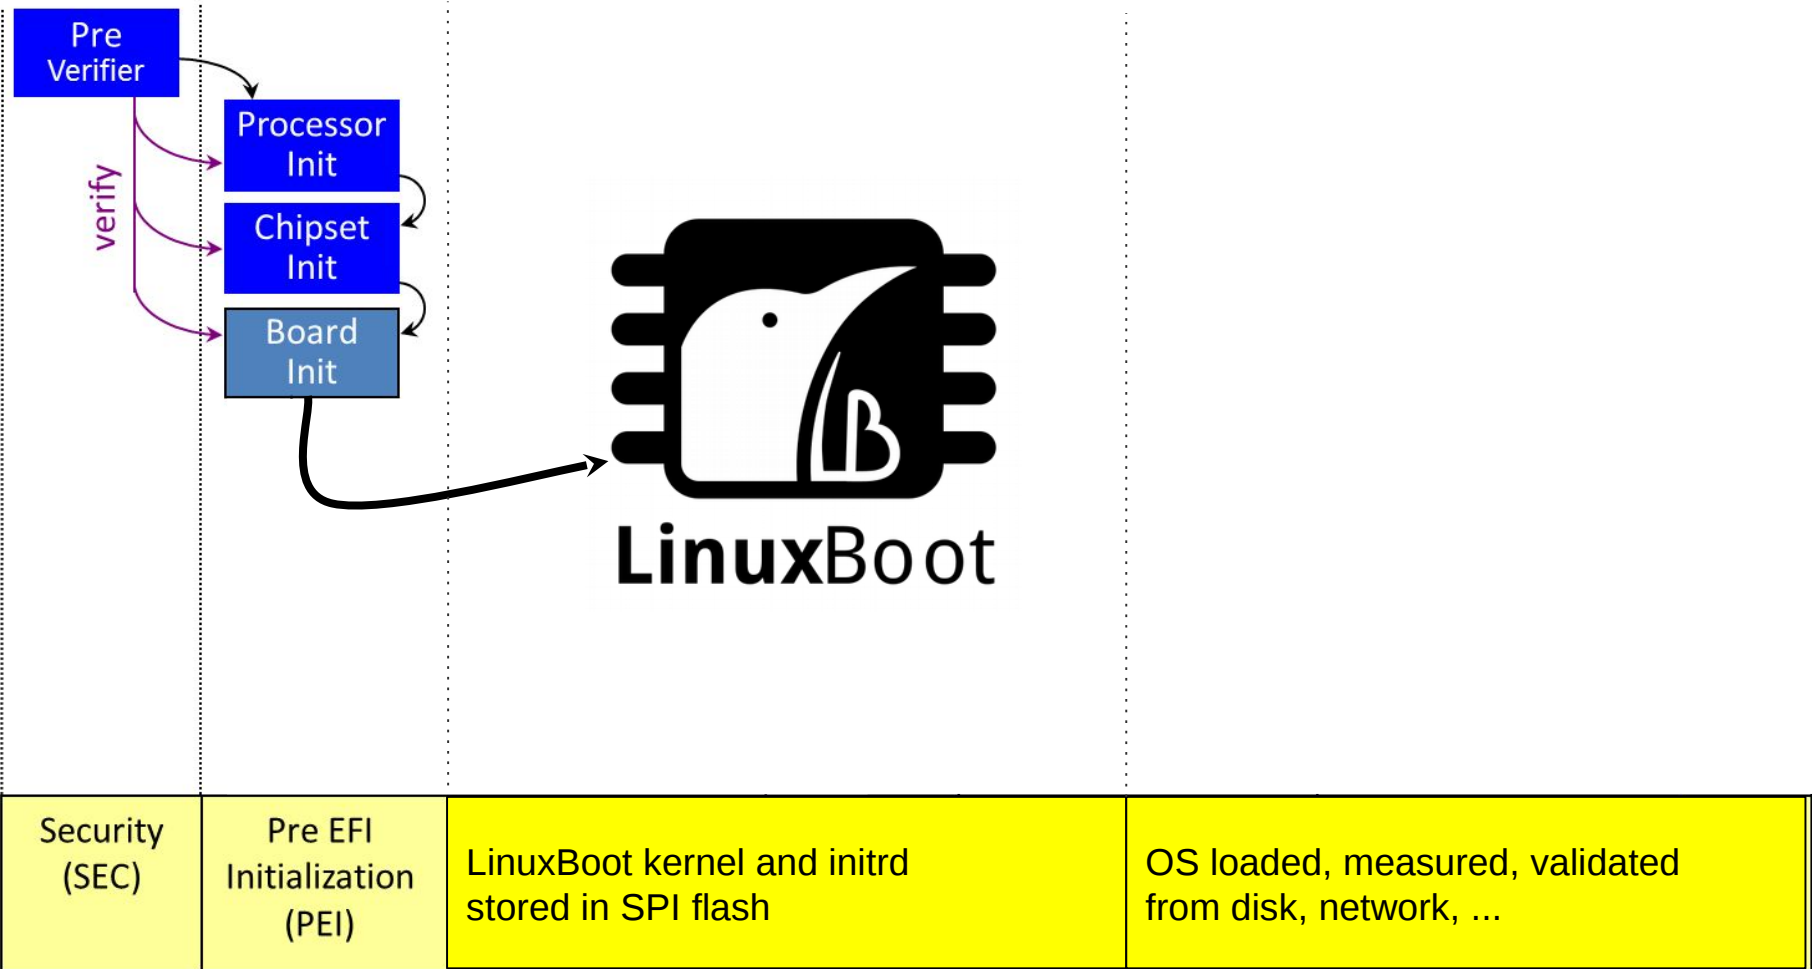 Pre
Verifier
verify
Processor
Init
Chipset
Init
Board
Init
B
LinuxBoot
Security
(SEC)
Pre EFI
Initialization
(PEI)
LinuxBoot kernel and initrd
stored in SPI flash
OS loaded, measured, validated
from disk, network, ...